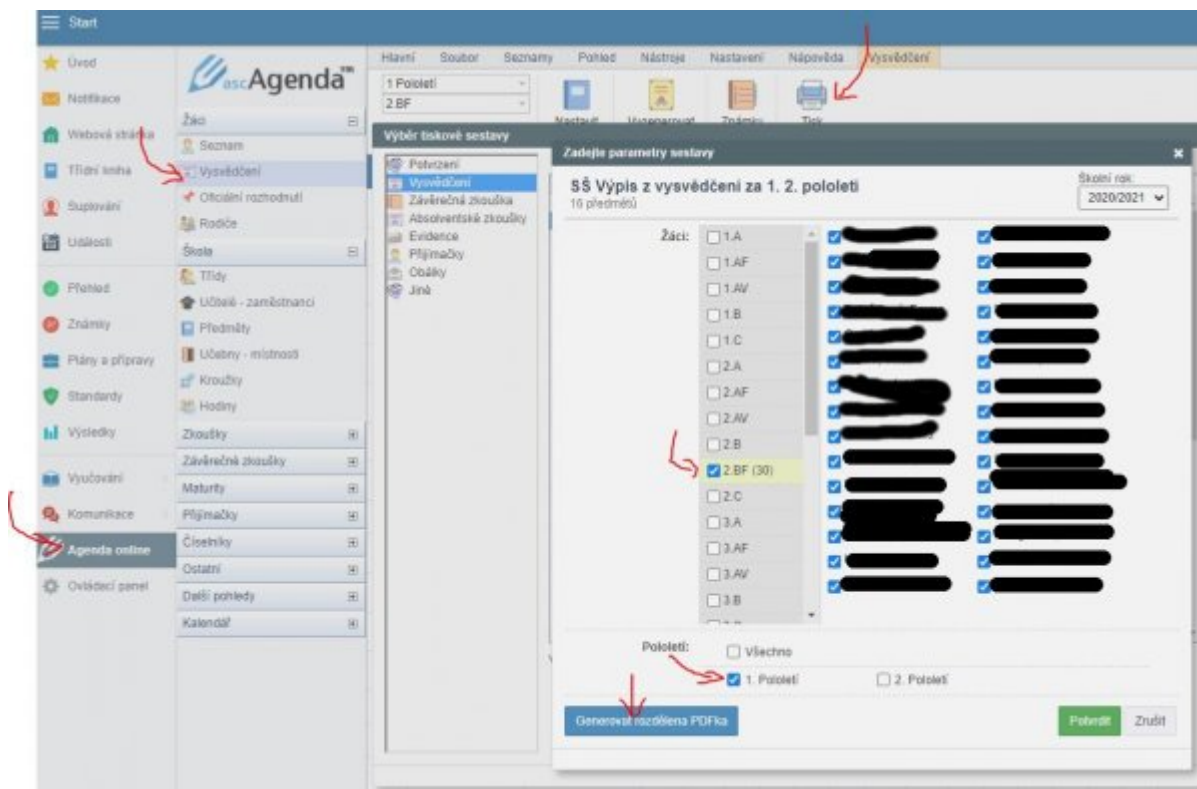 Start
Úvod
Notifikace
Webová stránka
Třídní kniha
Suplování
Události
Přehled
Známky
Plány a přípravy
Standardy
Výsledky
Vyučování
Komunikace
Agenda online
Ovládací panel
ascAgenda™
Žáci
Seznam
Vysvědčení
Oficiální rozhodnutí
Rodiče
Škola
Třídy
Učitelé - zaměstnanci
Předměty
Učebny - místnosti
Kroužky
Hodiny
Zkoušky
Závěrečné zkoušky
Maturity
Přijímačky
Číselníky
Ostatní
Další pohledy
Kalendář
Hlavní Soubor Seznamy Pohled Nástroje Nastavení Nápověda Vysvědčení
1 Pololetí
2.BF
Nastavit Vygenerovat Známky Tisk
Výběr tiskové sestavy
Potvrzení
Vysvědčení
Závěrečná zkouška
Absolventské zkoušky
Evidence
Přijímačky
Obálky
Jiné
Zadejte parametry sestavy
SŠ Výpis z vysvědčení za 1. 2. pololetí
16 předmětů
Školní rok:
2020/2021
Žáci:
1.A
1.AF
1.AV
1.B
1.C
2.A
2.AF
2.AV
2.B
2.BF (30)
2.C
3.A
3.AF
3.AV
3.B
Pololetí:
Všechno
1. Pololetí 2. Pololetí
Generovat rozdělena PDFka
Potvrdit Zrušit